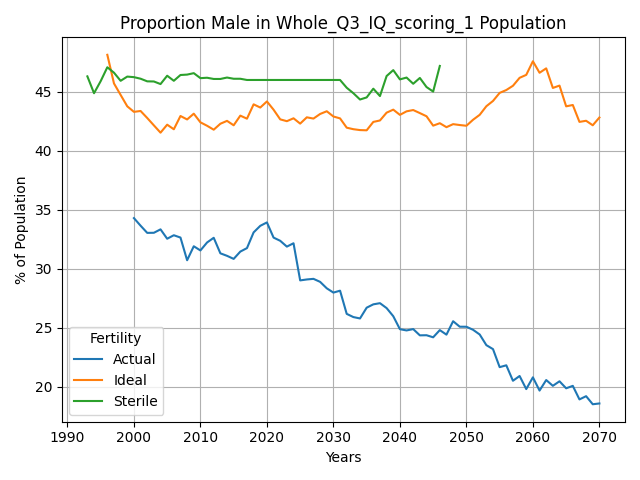 Proportion Male in Whole_Q3_IQ_scoring_1 Population
% of Population
45
40
35
30
25
20
Fertility
Actual
Ideal
Sterile
1990 2000 2010 2020 2030 2040 2050 2060 2070
Years